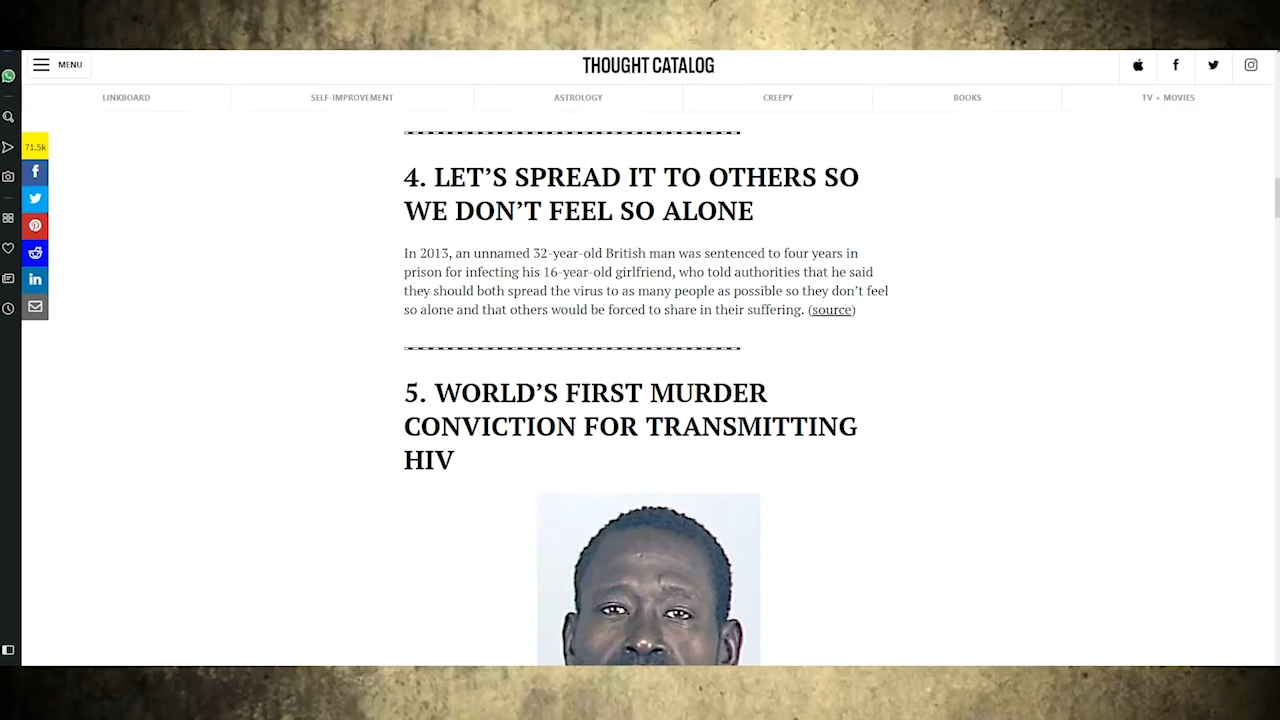 MENU
THOUGHT CATALOG
LINKBOARD
SELF-IMPROVEMENT
ASTROLOGY
CREEPY
BOOKS
TV + MOVIES
71.5k
4. LET’S SPREAD IT TO OTHERS SO
WE DON’T FEEL SO ALONE
In 2013, an unnamed 32-year-old British man was sentenced to four years in
prison for infecting his 16-year-old girlfriend, who told authorities that he said
they should both spread the virus to as many people as possible so they don’t feel
so alone and that others would be forced to share in their suffering. (source)
5. WORLD’S FIRST MURDER
CONVICTION FOR TRANSMITTING
HIV